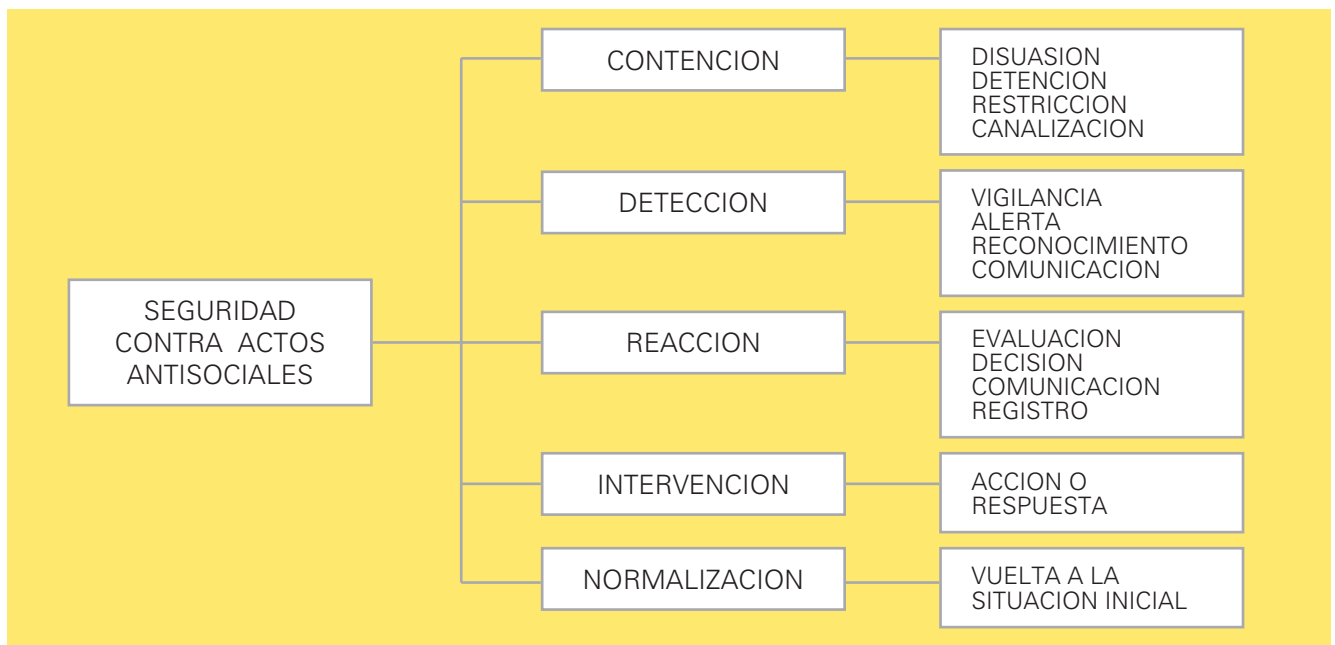 SEGURIDAD
CONTRA ACTOS
ANTISOCIALES
CONTENCION
DISUASION
DETENCION
RESTRICCION
CANALIZACION
DETECCION
VIGILANCIA
ALERTA
RECONOCIMIENTO
COMUNICACION
REACCION
EVALUACION
DECISION
COMUNICACION
REGISTRO
INTERVENCION
ACCION O
RESPUESTA
NORMALIZACION
VUELTA A LA
SITUACION INICIAL